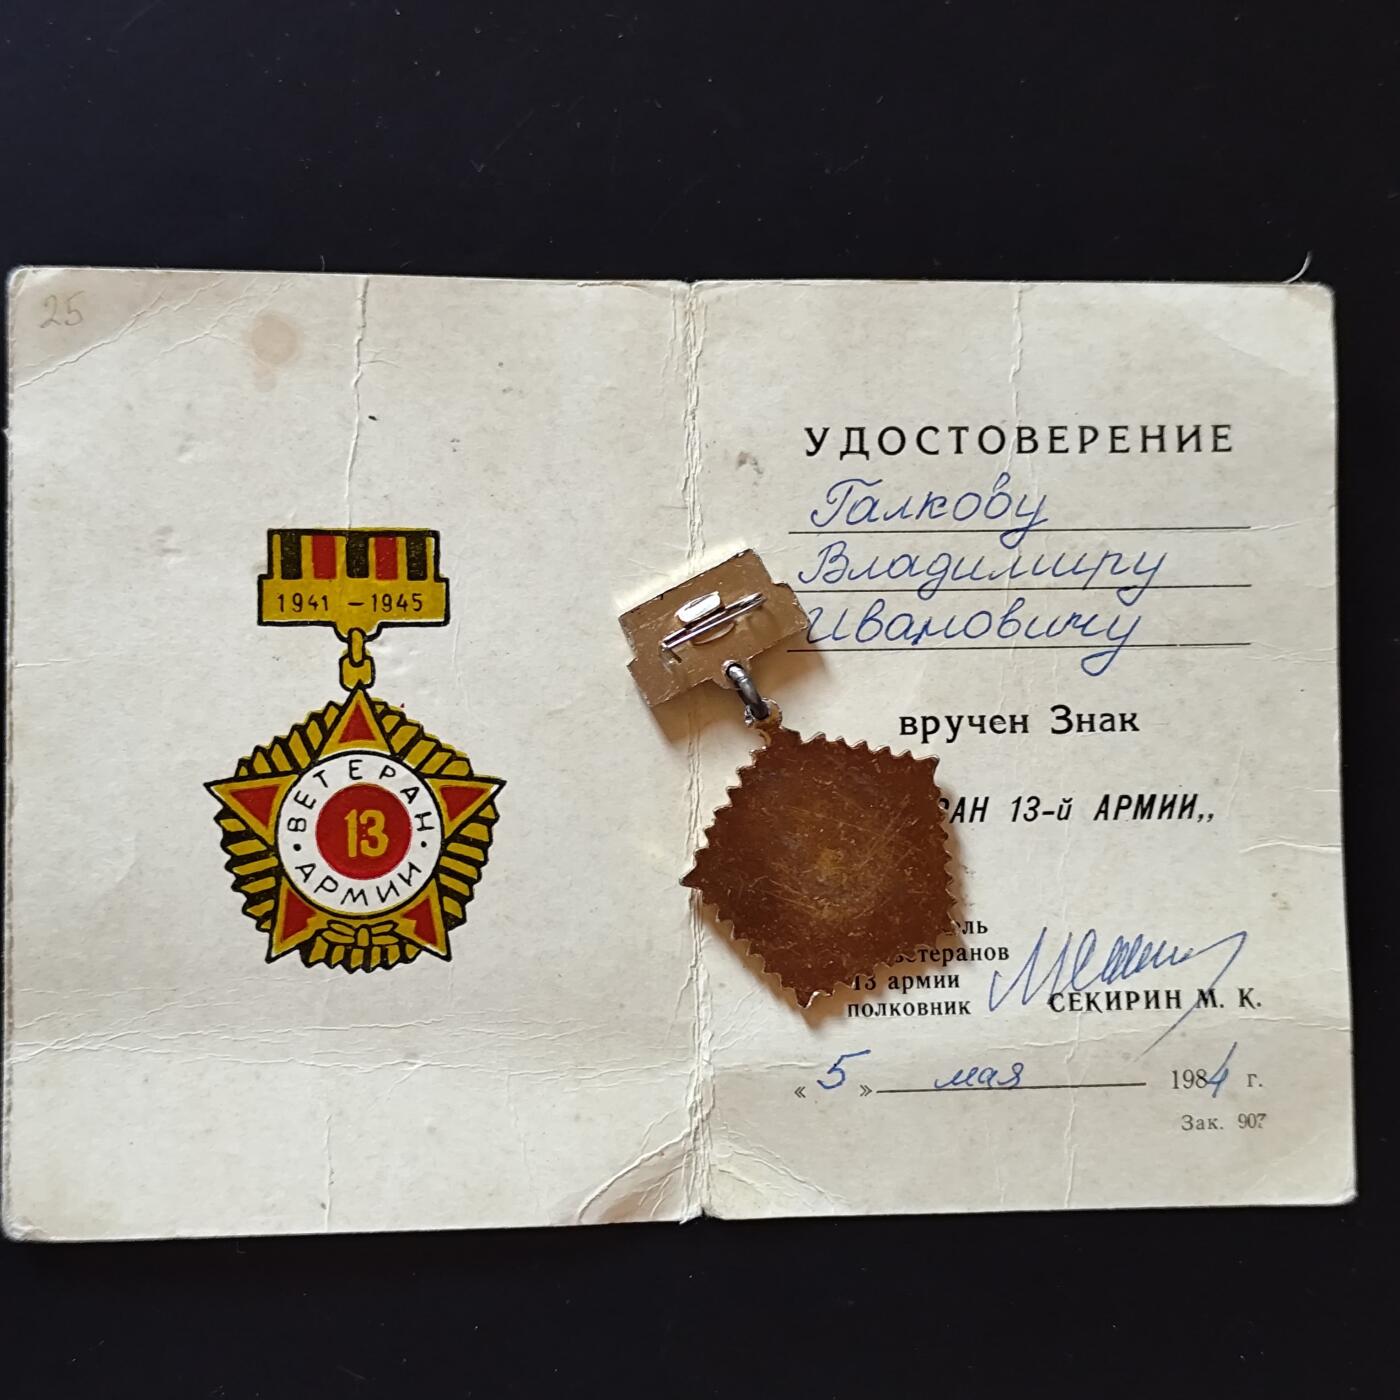 25
1941 – 1945
ВЕТЕРАН
13
АРМИИ
УДОСТОВЕРЕНИЕ
Галкову
Владимиру
Ивановичу
вручен Знак
РАН 13-й АРМИИ„
ль
ветеранов
13 армии
полковник СЕКИРИН М. К.
« 5 » мая 1984 г.
Зак. 907